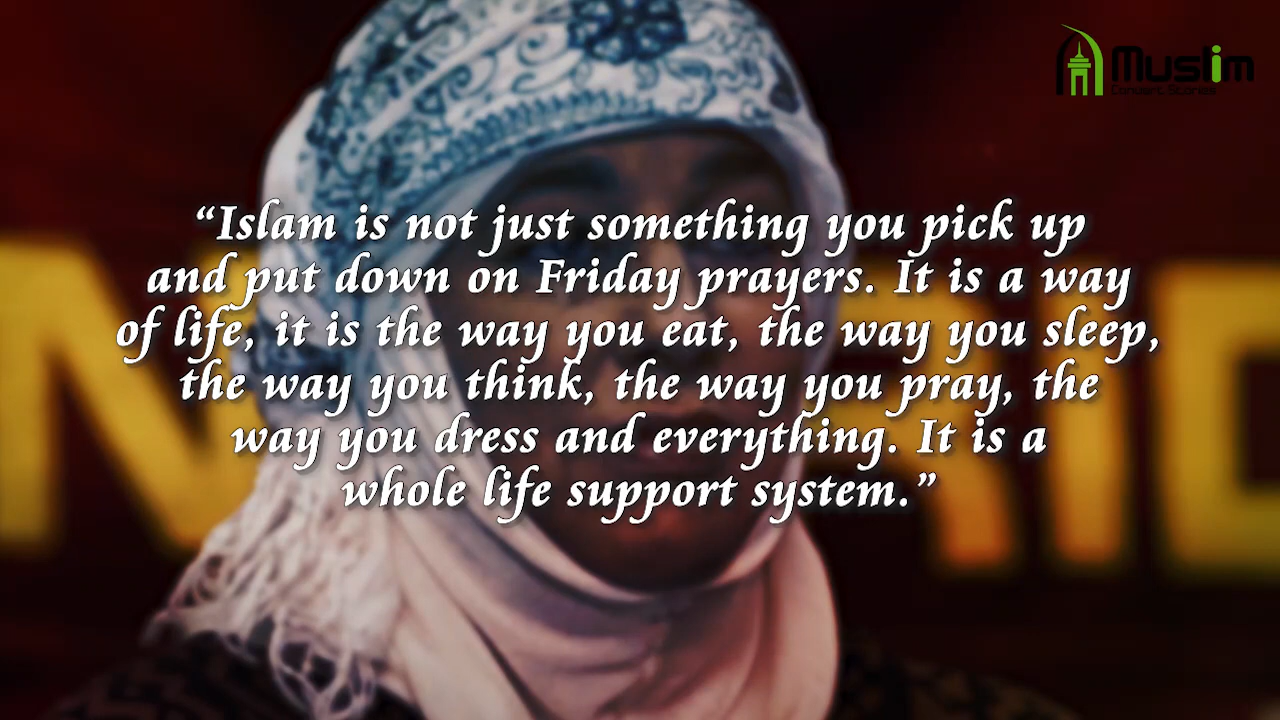 Muslim
Convert Stories
“Islam is not just something you pick up
and put down on Friday prayers. It is a way
of life, it is the way you eat, the way you sleep,
the way you think, the way you pray, the
way you dress and everything. It is a
whole life support system.”